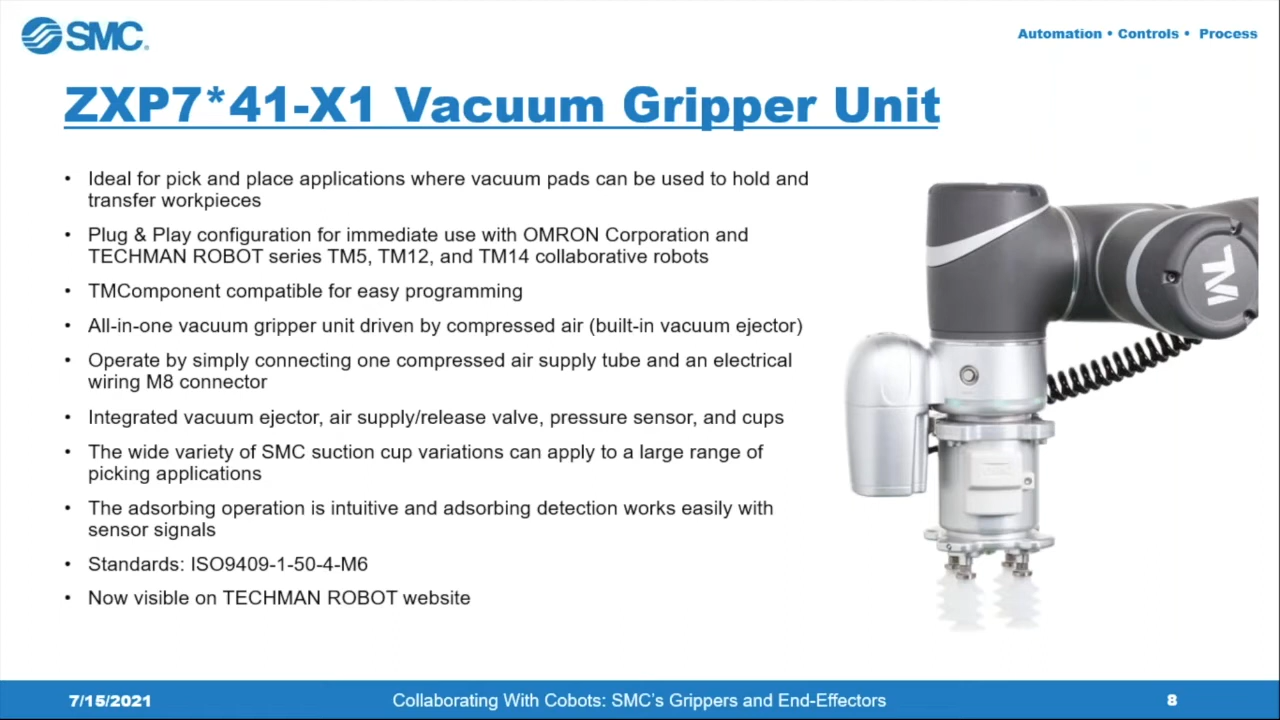 SMC
Automation • Controls • Process
ZXP7*41-X1 Vacuum Gripper Unit
• Ideal for pick and place applications where vacuum pads can be used to hold and
transfer workpieces
• Plug & Play configuration for immediate use with OMRON Corporation and
TECHMAN ROBOT series TM5, TM12, and TM14 collaborative robots
• TMComponent compatible for easy programming
• All-in-one vacuum gripper unit driven by compressed air (built-in vacuum ejector)
• Operate by simply connecting one compressed air supply tube and an electrical
wiring M8 connector
• Integrated vacuum ejector, air supply/release valve, pressure sensor, and cups
• The wide variety of SMC suction cup variations can apply to a large range of
picking applications
• The adsorbing operation is intuitive and adsorbing detection works easily with
sensor signals
• Standards: ISO9409-1-50-4-M6
• Now visible on TECHMAN ROBOT website
TM
7/15/2021
Collaborating With Cobots: SMC's Grippers and End-Effectors
8